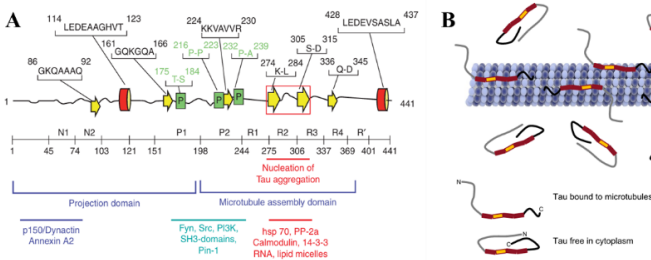 A
B
114 123
LEDEAAGHVT
224 230
KKVAVVR
428 437
LEDEVSASLA
161 166
GQKGQA
216 223 232 239
P-P P-A
305 315
S-D
86 92
GKQAAAQ
175 184
T-S
274 284
K-L
336 345
Q-D
P P P
1 441
N1 N2 P1 P2 R1 R2 R3 R4 R'
1 45 74 103 121 151 198 244 275 306 337 369 401 441
Nucleation of
Tau aggregation
Projection domain Microtubule assembly domain
p150/Dynactin
Annexin A2
Fyn, Src, PI3K,
SH3-domains,
Pin-1
hsp 70, PP-2a
Calmodulin, 14-3-3
RNA, lipid micelles
N
C
Tau bound to microtubules
N
C
Tau free in cytoplasm